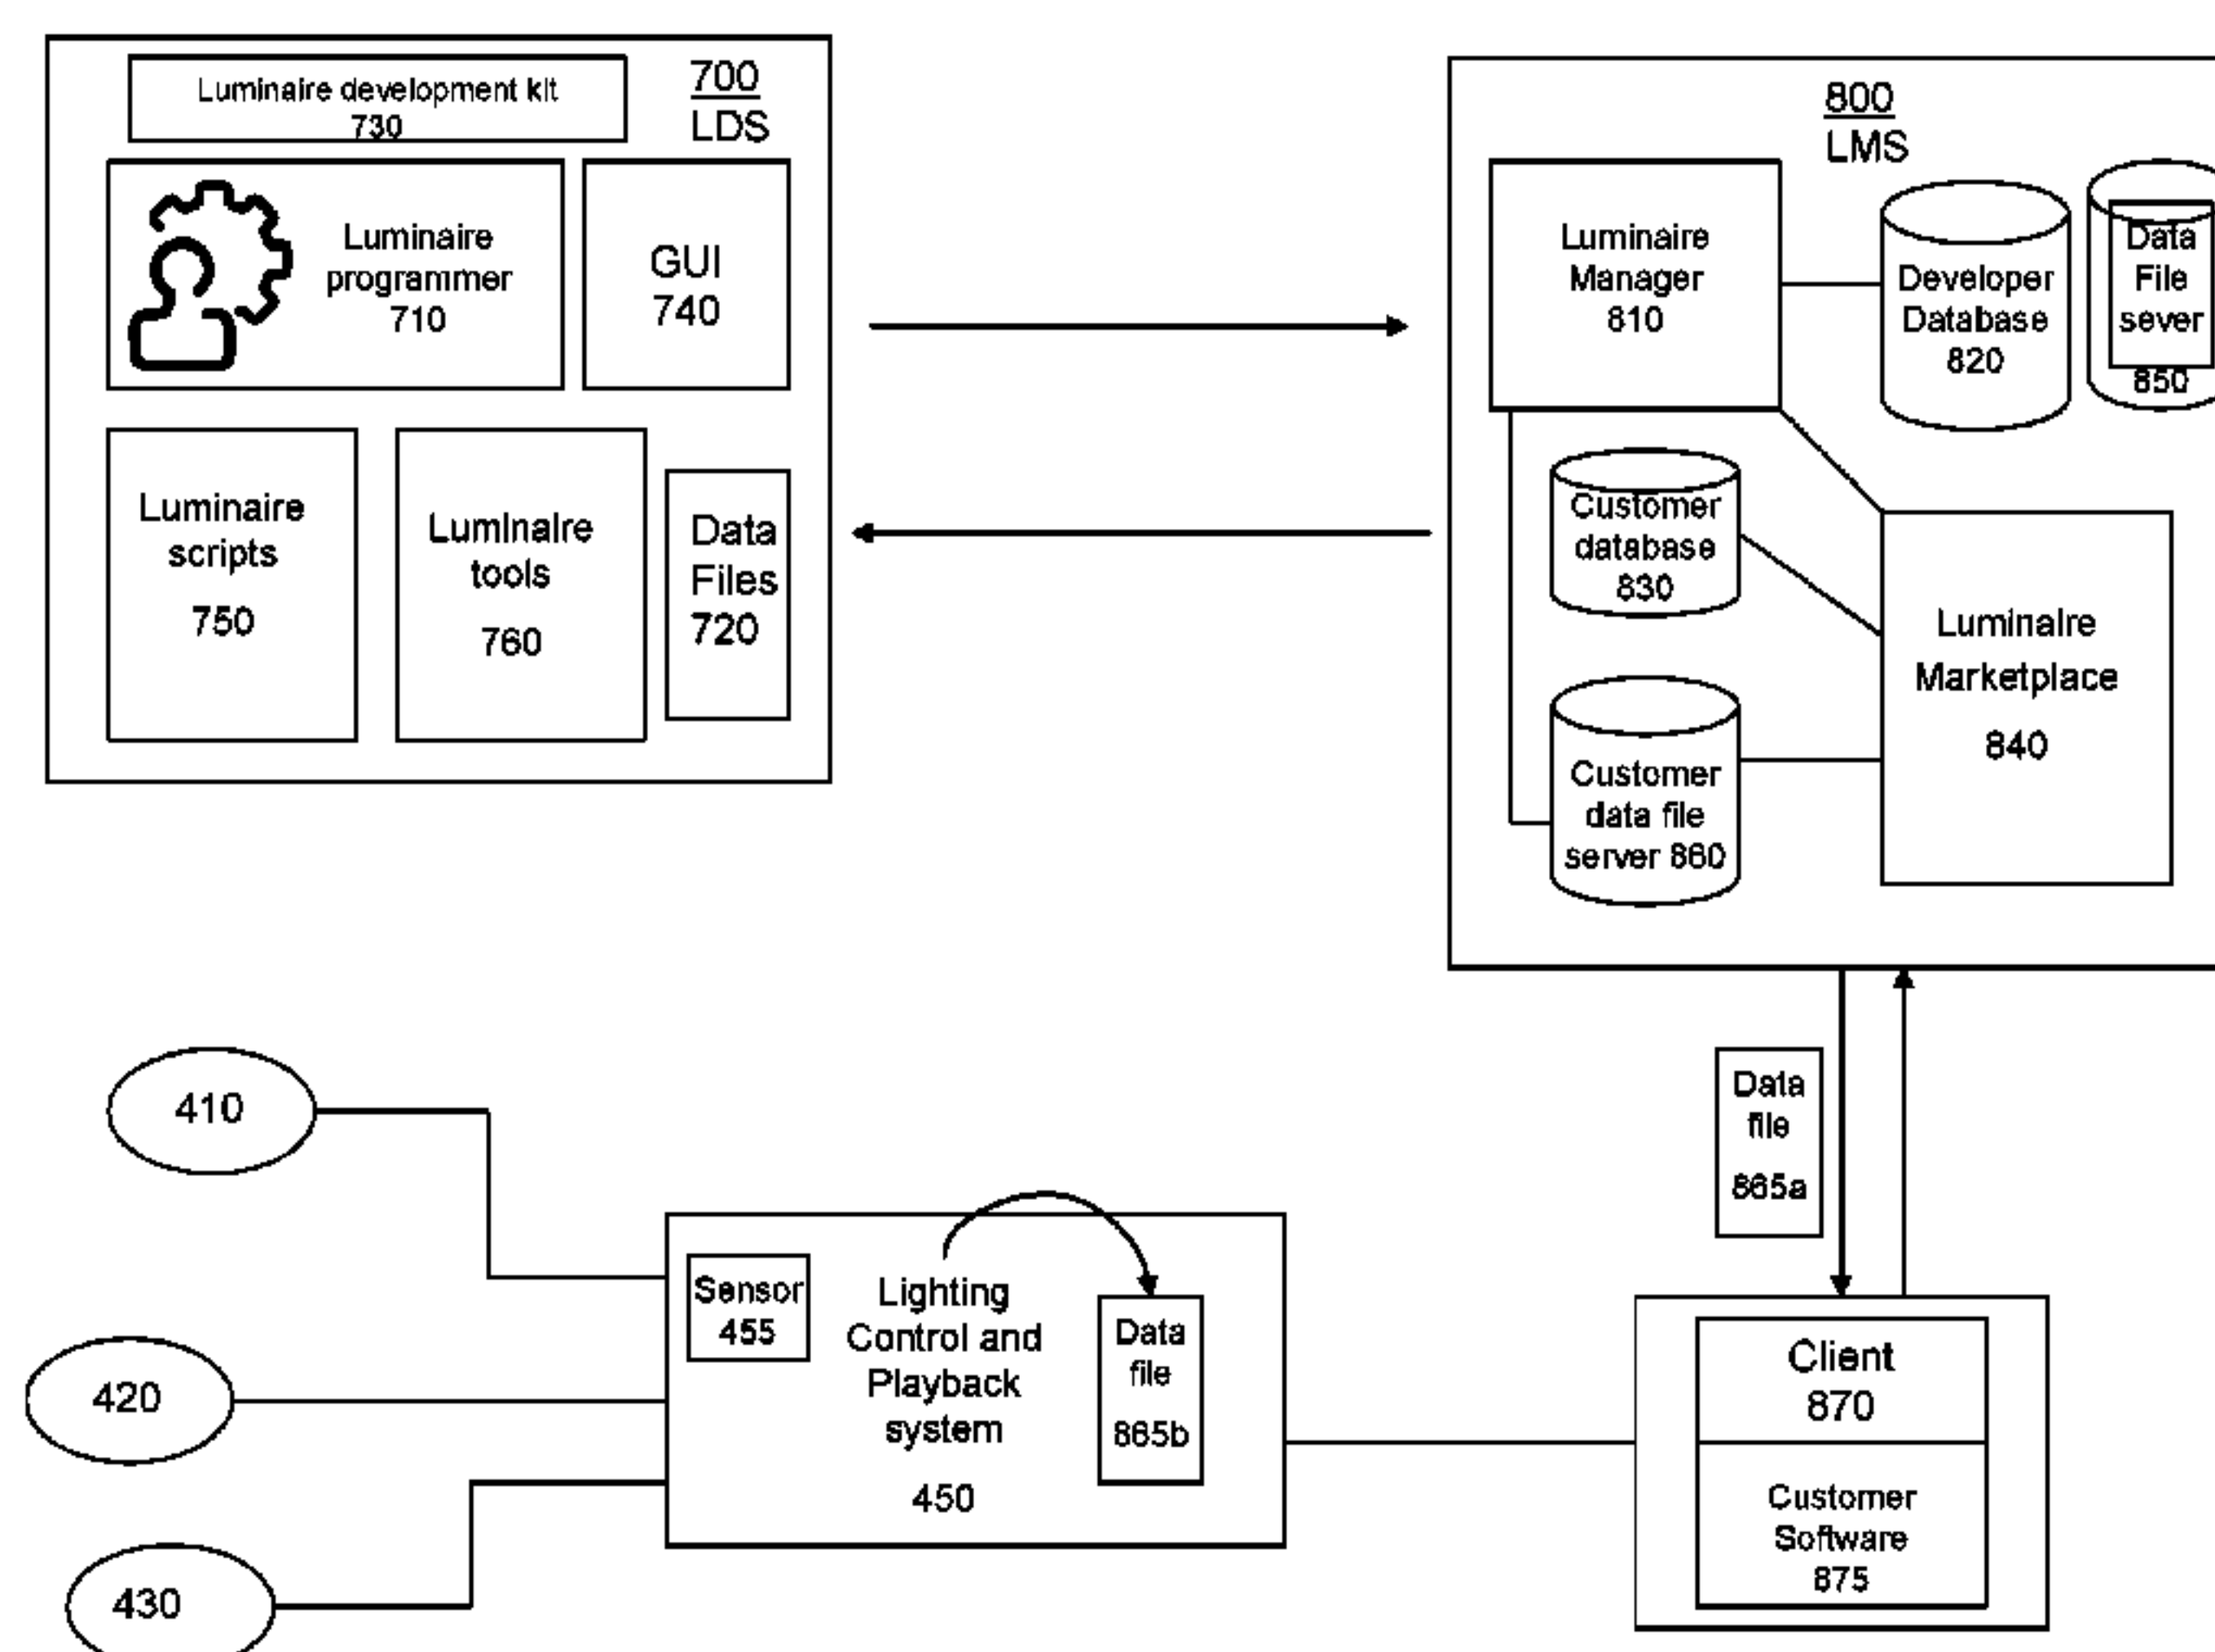 Luminaire development kit
730
700
LDS
Luminaire
programmer
710
GUI
740
Luminaire
scripts
750
Luminaire
tools
760
Data
Files
720
800
LMS
Luminaire
Manager
810
Developer
Database
820
Data
File
sever
850
Customer
database
830
Customer
data file
server 860
Luminaire
Marketplace
840
Data
file
865a
410
420
430
Sensor
455
Lighting
Control and
Playback
system
450
Data
file
865b
Client
870
Customer
Software
875